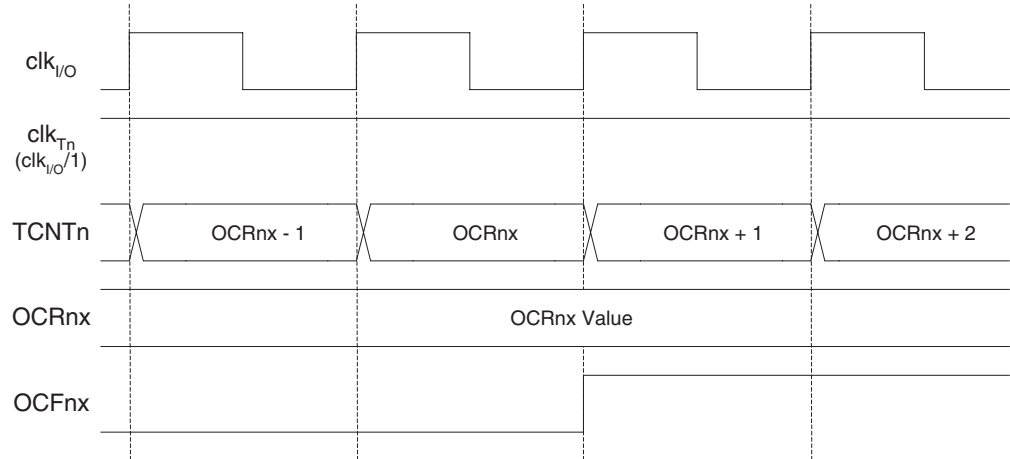 clkI/O
clkTn
(clkI/O/1)
TCNTn
OCRnx - 1
OCRnx
OCRnx + 1
OCRnx + 2
OCRnx
OCRnx Value
OCFnx